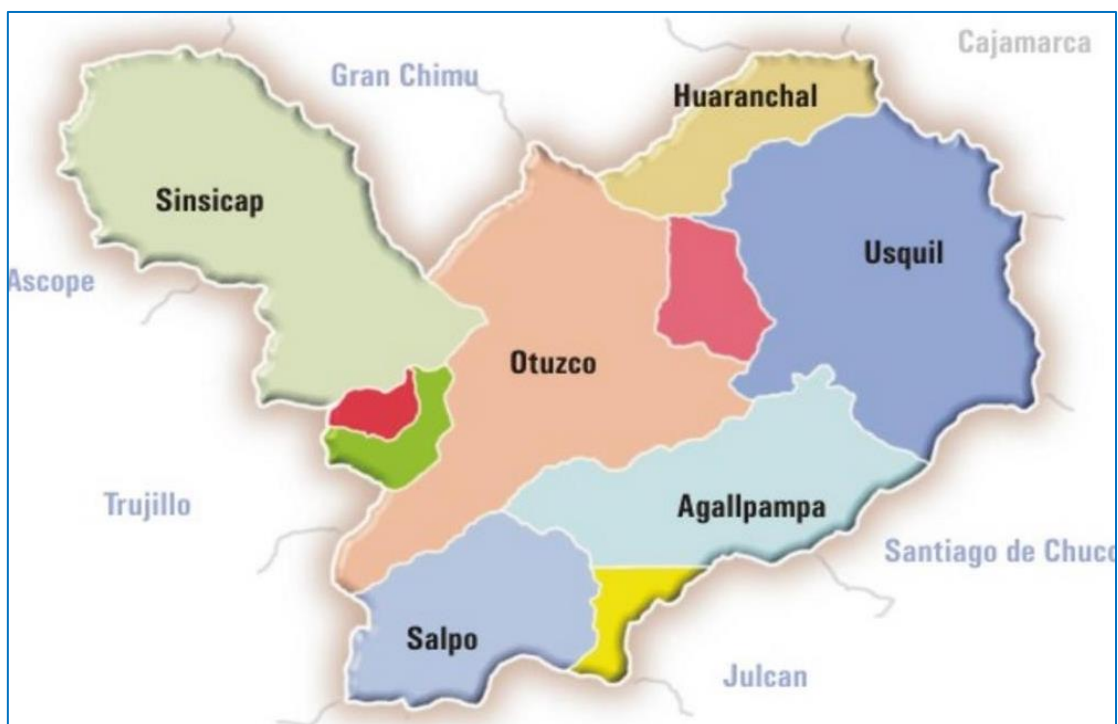 Cajamarca
Gran Chimu
Huaranchal
Sinsicap
Usquil
Ascope
Otuzco
Trujillo
Agallpampa
Santiago de Chuco
Salpo
Julcan